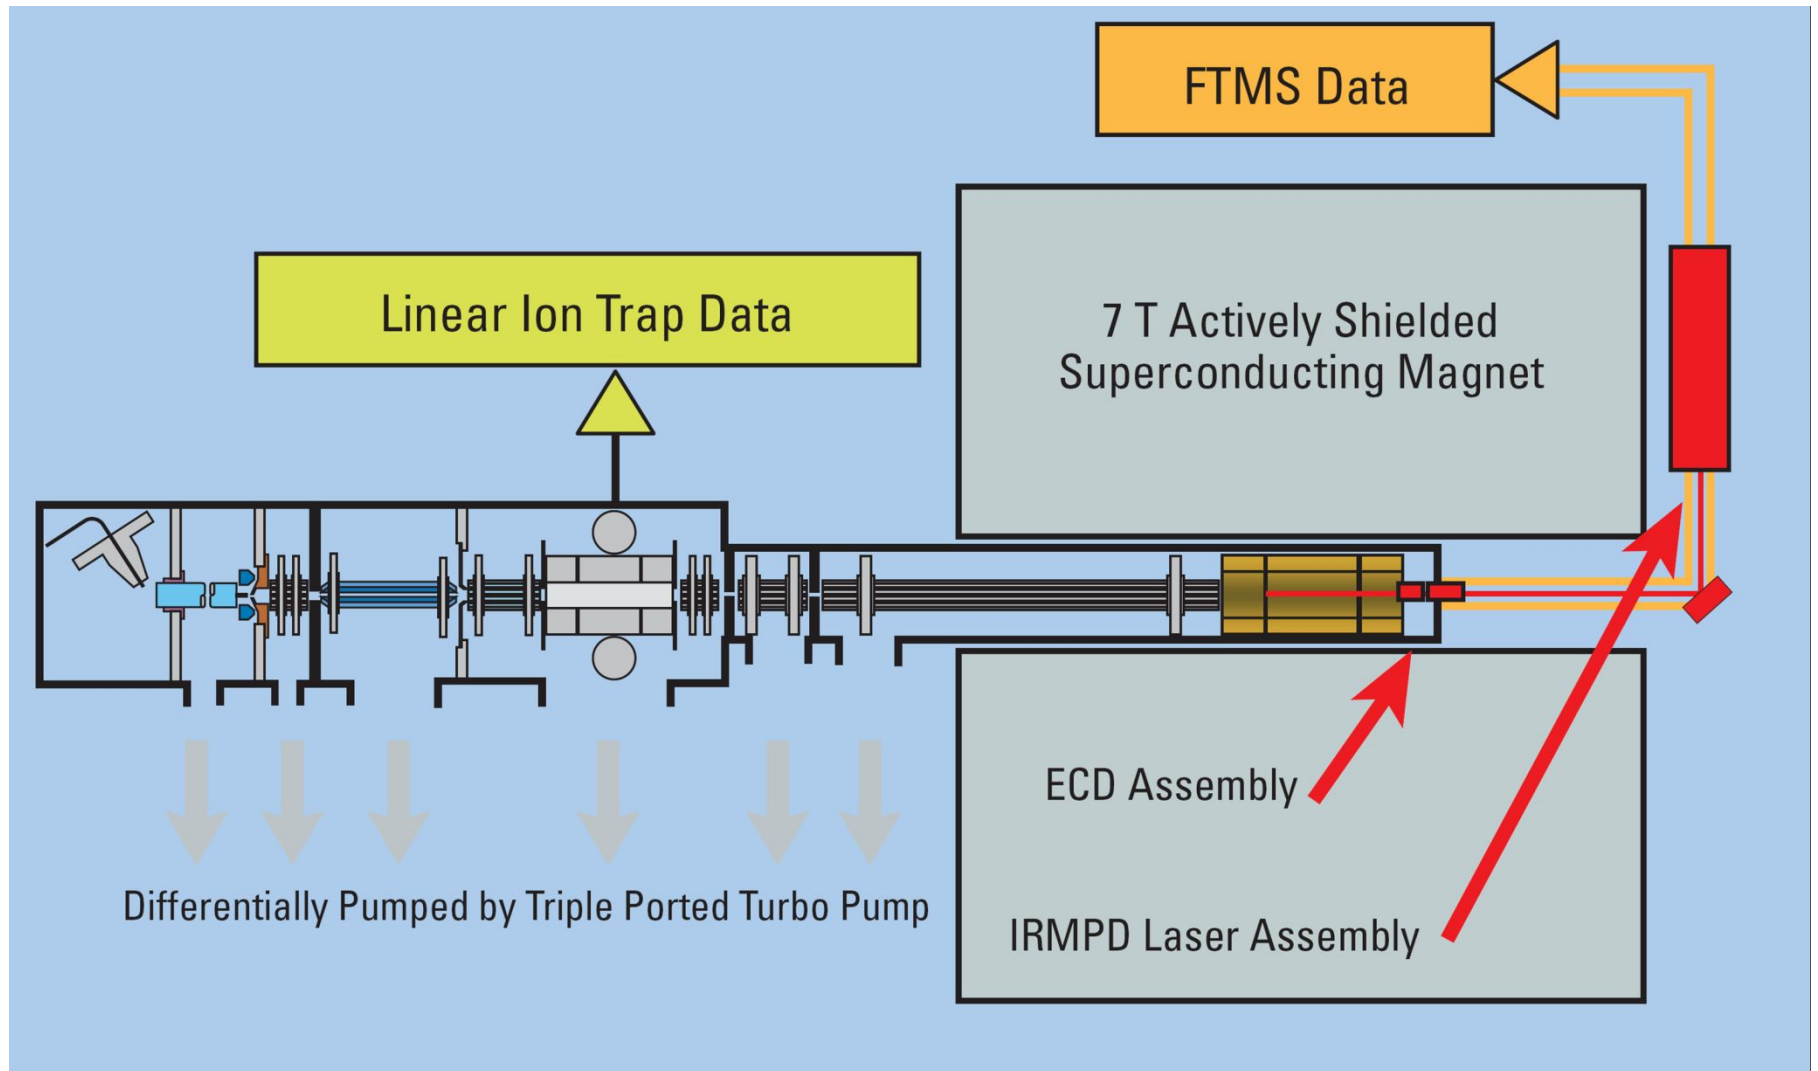 FTMS Data
Linear Ion Trap Data
7 T Actively Shielded
Superconducting Magnet
ECD Assembly
Differentially Pumped by Triple Ported Turbo Pump
IRMPD Laser Assembly